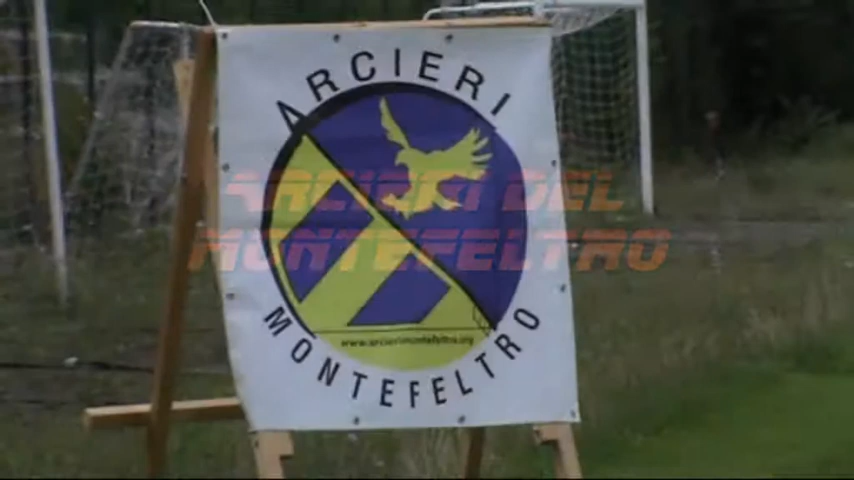 ARCIERI
ARCIERI DEL
MONTEFELTRO
www.arcierimontefeltro.org
MONTEFELTRO